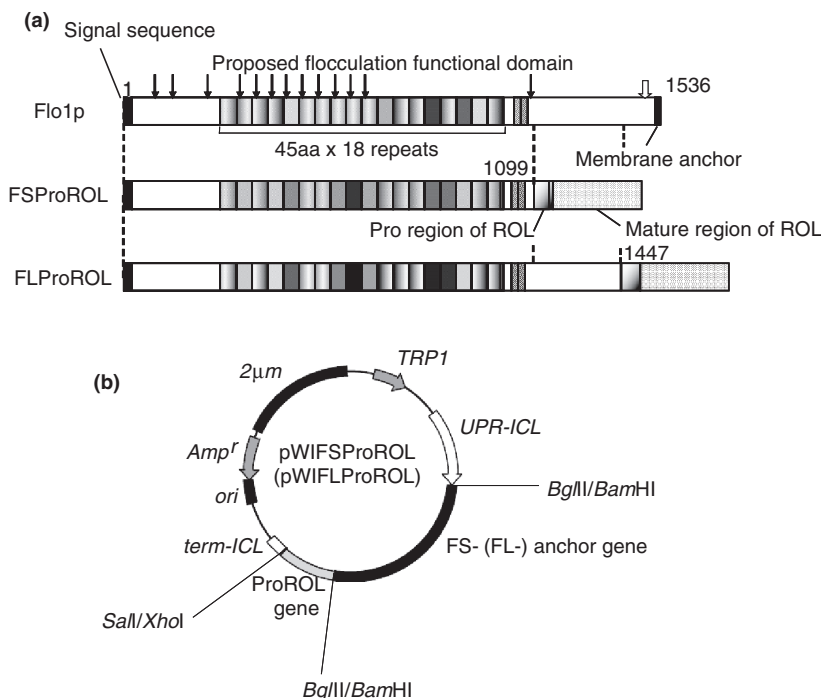 (a)
Signal sequence
1
Proposed flocculation functional domain
1536
Flo1p
45aa x 18 repeats
Membrane anchor
1099
FSProROL
Pro region of ROL
Mature region of ROL
1447
FLProROL
(b)
2μm
TRP1
UPR-ICL
Ampr
pWIFSProROL
(pWIFLProROL)
ori
BglII/BamHI
term-ICL
FS- (FL-) anchor gene
ProROL
gene
SalI/XhoI
BglII/BamHI